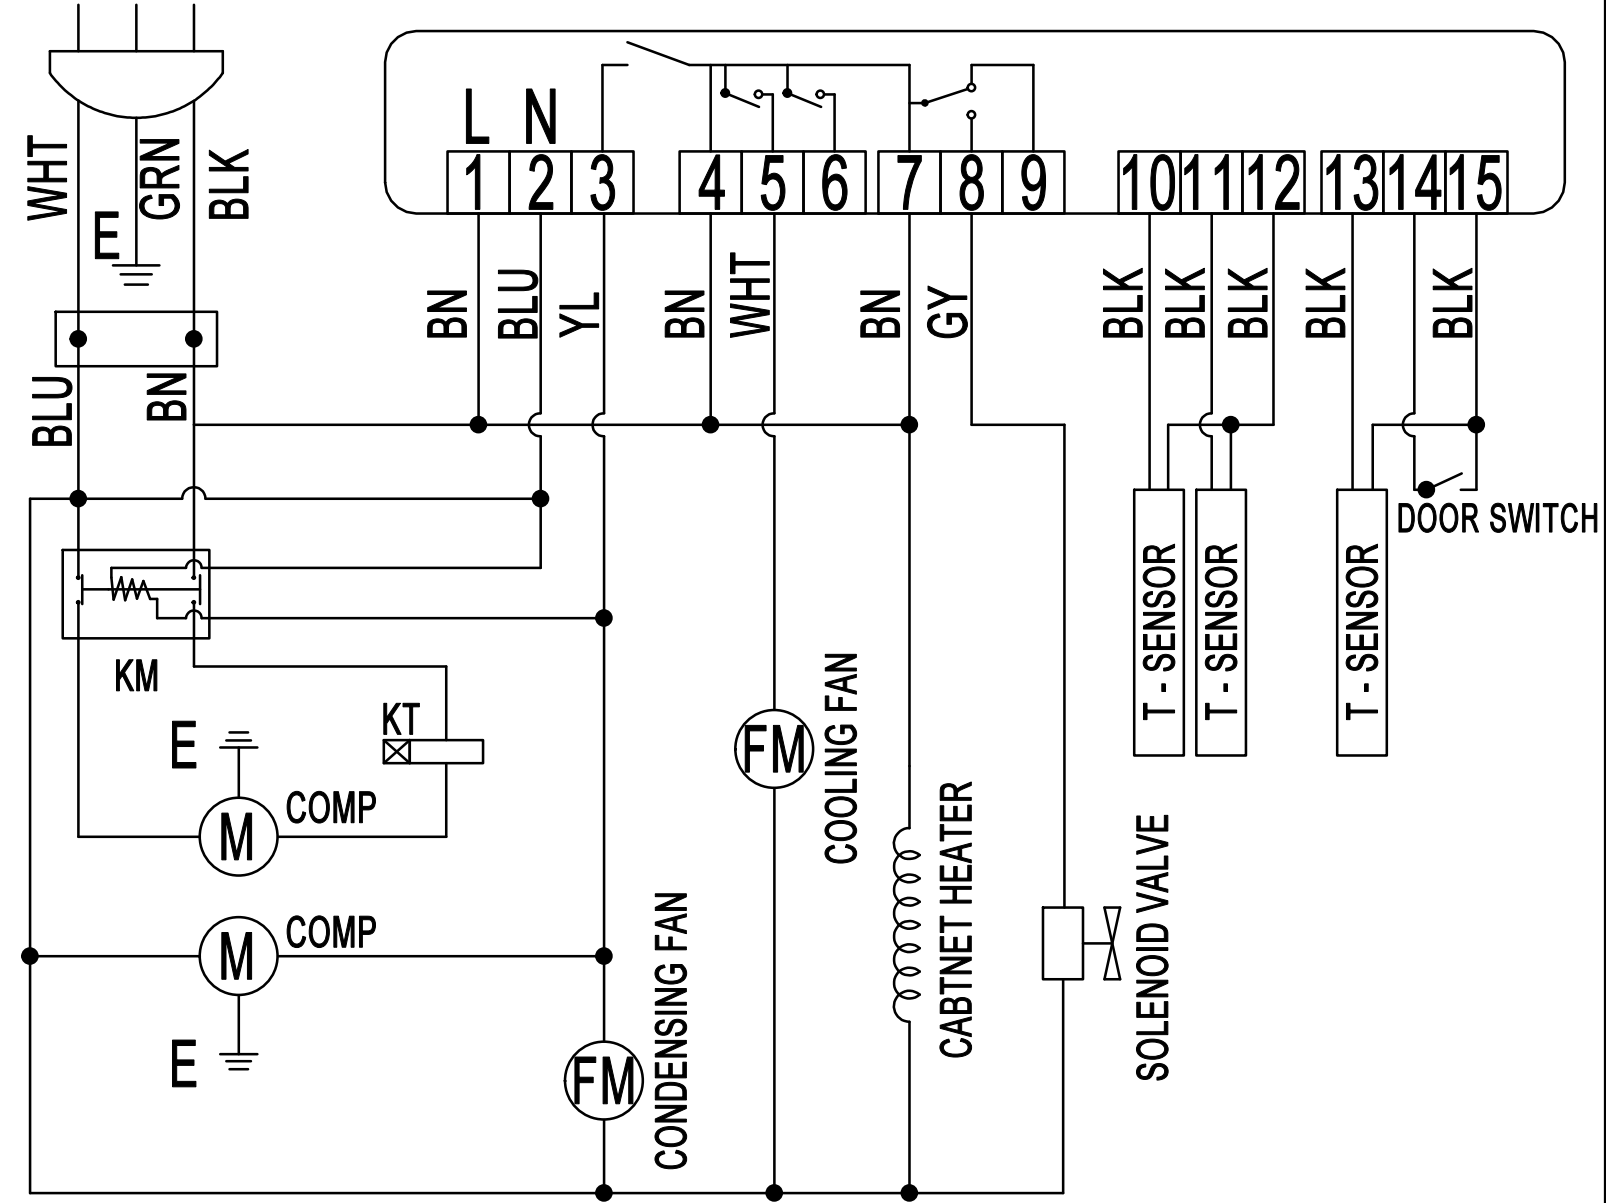 WHT
E
GRN
BLK
L N
1 2 3 4 5 6 7 8 9 10 11 12 13 14 15
BN
BLU
YL
BN
WHT
BN
GY
BLK
BLK
BLK
BLK
BLK
BLU
BN
DOOR SWITCH
T - SENSOR
T - SENSOR
T - SENSOR
KM
KT
E
M
COMP
FM
COOLING FAN
CABTNET HEATER
SOLENOID VALVE
M
COMP
E
FM
CONDENSING FAN